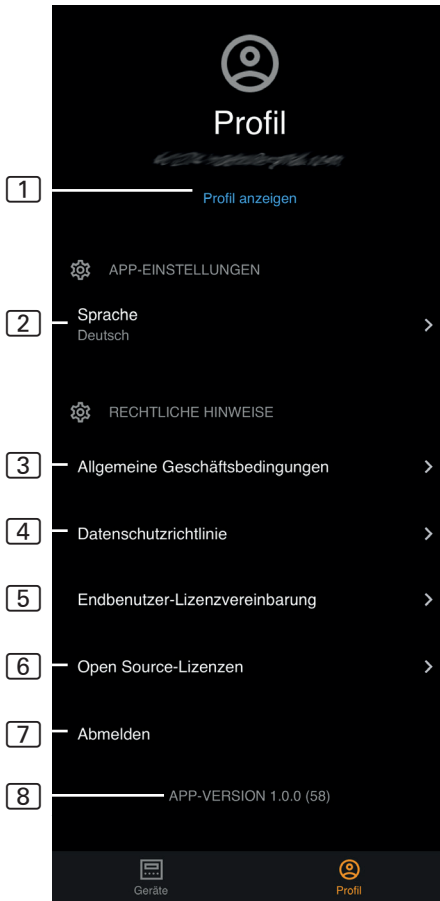 Profil
1
Profil anzeigen
APP-EINSTELLUNGEN
2
Sprache
Deutsch
RECHTLICHE HINWEISE
3
Allgemeine Geschäftsbedingungen
4
Datenschutzrichtlinie
5
Endbenutzer-Lizenzvereinbarung
6
Open Source-Lizenzen
7
Abmelden
8
APP-VERSION 1.0.0 (58)
Geräte
Profil